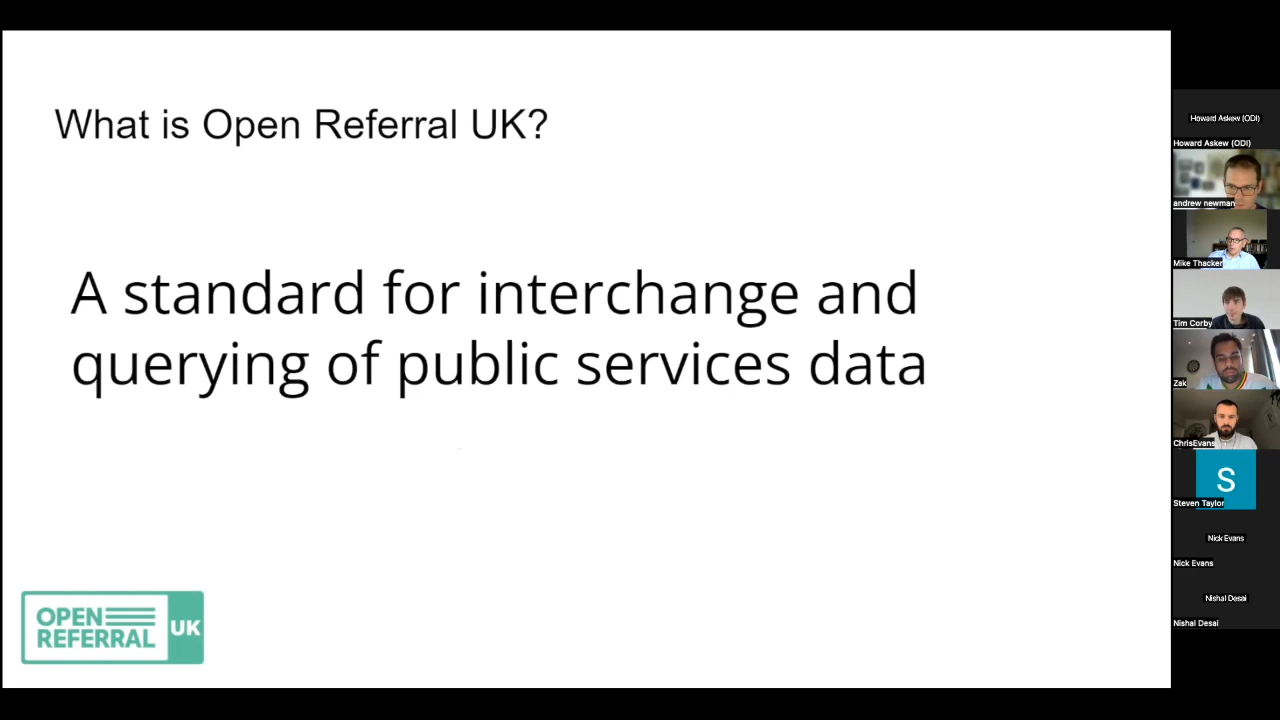 What is Open Referral UK?
A standard for interchange and
querying of public services data
OPEN
REFERRAL
UK
Howard Askew (ODI)
Howard Askew (ODI)
andrew newman
Mike Thacker
Tim Corby
Zak
ChrisEvans
S
Steven Taylor
Nick Evans
Nick Evans
Nishal Desai
Nishal Desai